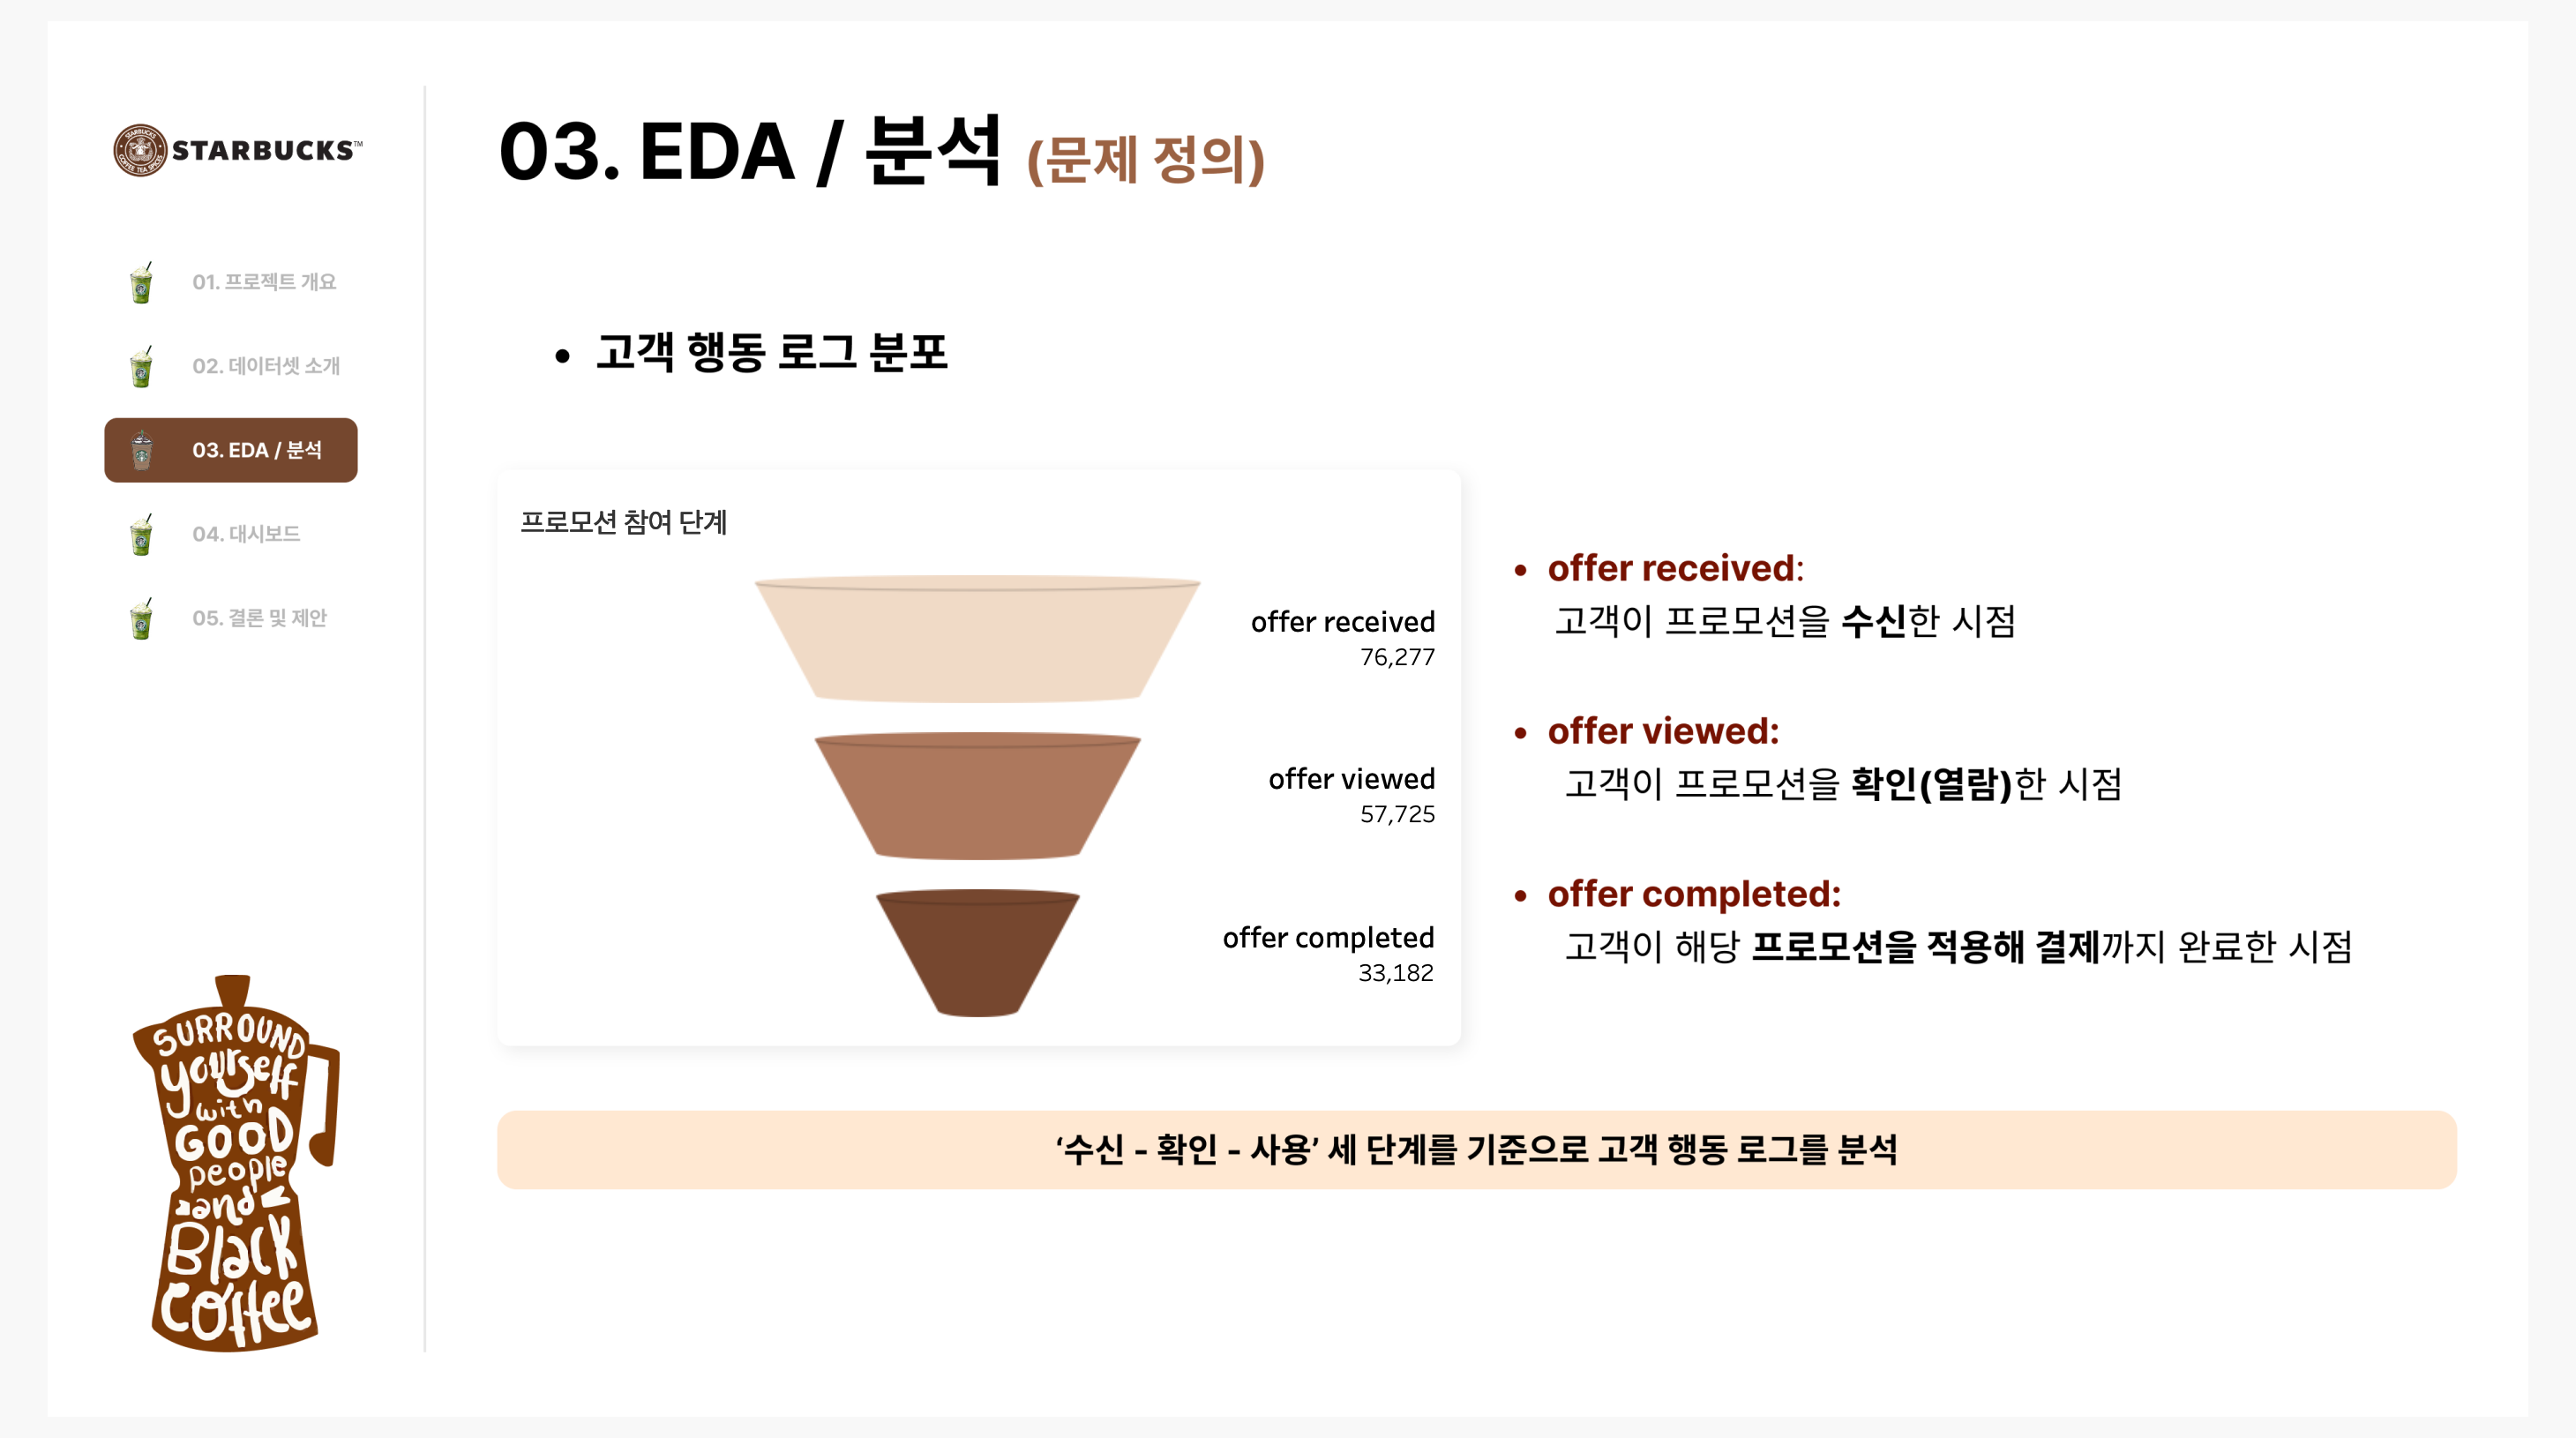 STARBUCKS™
01. 프로젝트 개요
02. 데이터셋 소개
03. EDA / 분석
04. 대시보드
05. 결론 및 제안
SURROUND
yourself
with
GOOD
people
and
Black
Coffee
03. EDA / 분석 (문제 정의)
• 고객 행동 로그 분포
프로모션 참여 단계
offer received
76,277
offer viewed
57,725
offer completed
33,182
• offer received:
고객이 프로모션을 수신한 시점
• offer viewed:
고객이 프로모션을 확인(열람)한 시점
• offer completed:
고객이 해당 프로모션을 적용해 결제까지 완료한 시점
‘수신 - 확인 - 사용’ 세 단계를 기준으로 고객 행동 로그를 분석